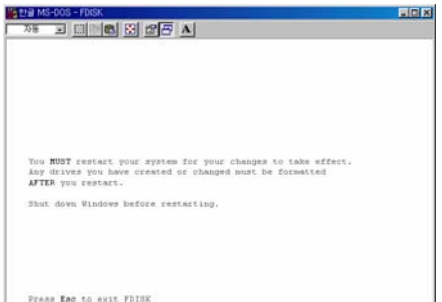 한글 MS-DOS - FDISK
자동
A
You MUST restart your system for your changes to take effect.
Any drives you have created or changed must be formatted
AFTER you restart.
Shut down Windows before restarting.
Press Esc to exit FDISK